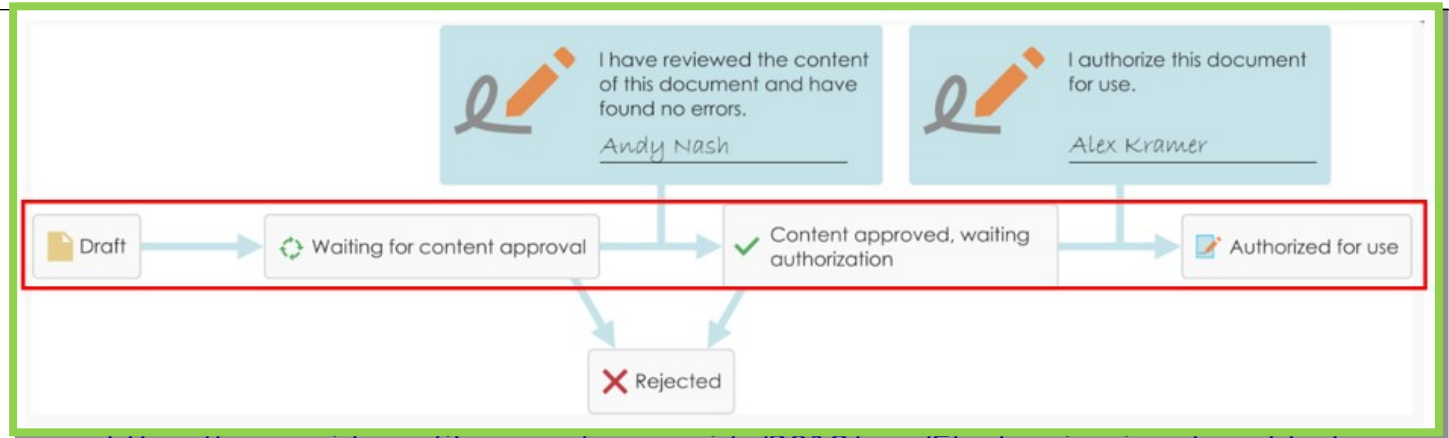 I have reviewed the content
of this document and have
found no errors.
Andy Nash
I authorize this document
for use.
Alex Kramer
Draft
Waiting for content approval
Content approved, waiting
authorization
Authorized for use
Rejected